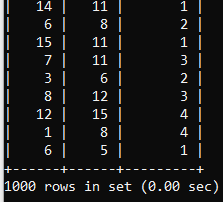 14 | 11 | 1 |
6 | 8 | 2 |
15 | 11 | 1 |
7 | 11 | 3 |
3 | 6 | 2 |
8 | 12 | 3 |
12 | 15 | 4 |
1 | 8 | 4 |
6 | 5 | 1 |
+------+------+---------+
1000 rows in set (0.00 sec)